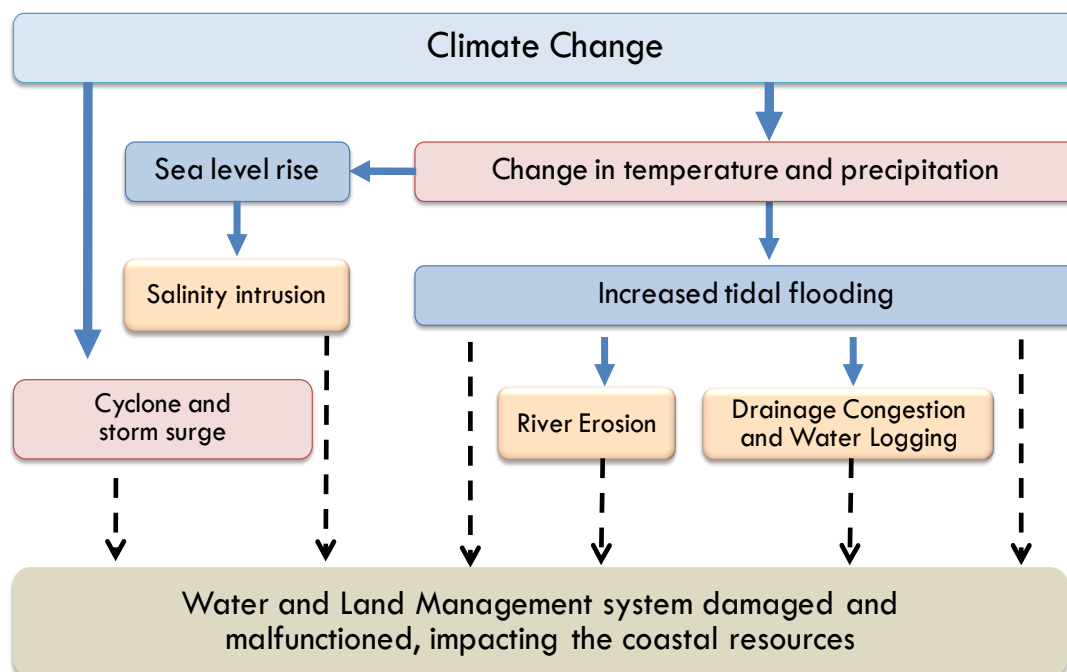 Climate Change
Sea level rise
Change in temperature and precipitation
Salinity intrusion
Increased tidal flooding
Cyclone and
storm surge
River Erosion
Drainage Congestion
and Water Logging
Water and Land Management system damaged and
malfunctioned, impacting the coastal resources